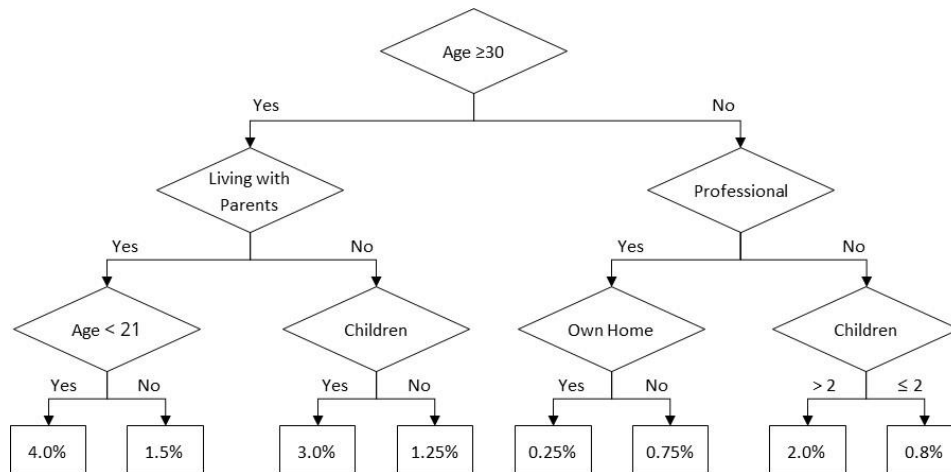 Age ≥30
Yes
No
Living with
Parents
Professional
Yes
No
Yes
No
Age < 21
Children
Own Home
Children
Yes
No
Yes
No
Yes
No
> 2
≤ 2
4.0%
1.5%
3.0%
1.25%
0.25%
0.75%
2.0%
0.8%